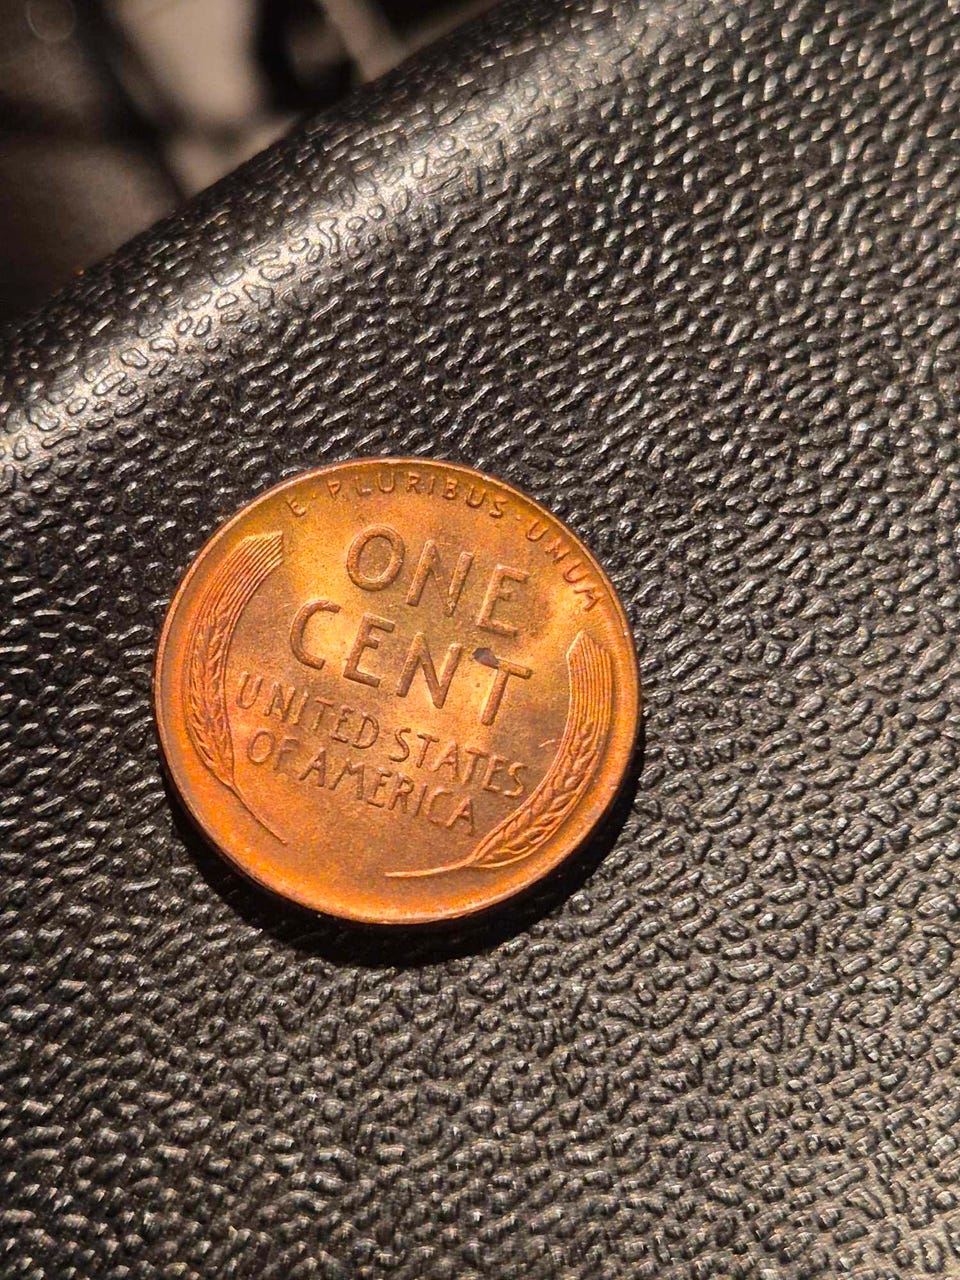 E·PLURIBUS·UNUM
ONE
CENT
UNITED STATES
OF AMERICA